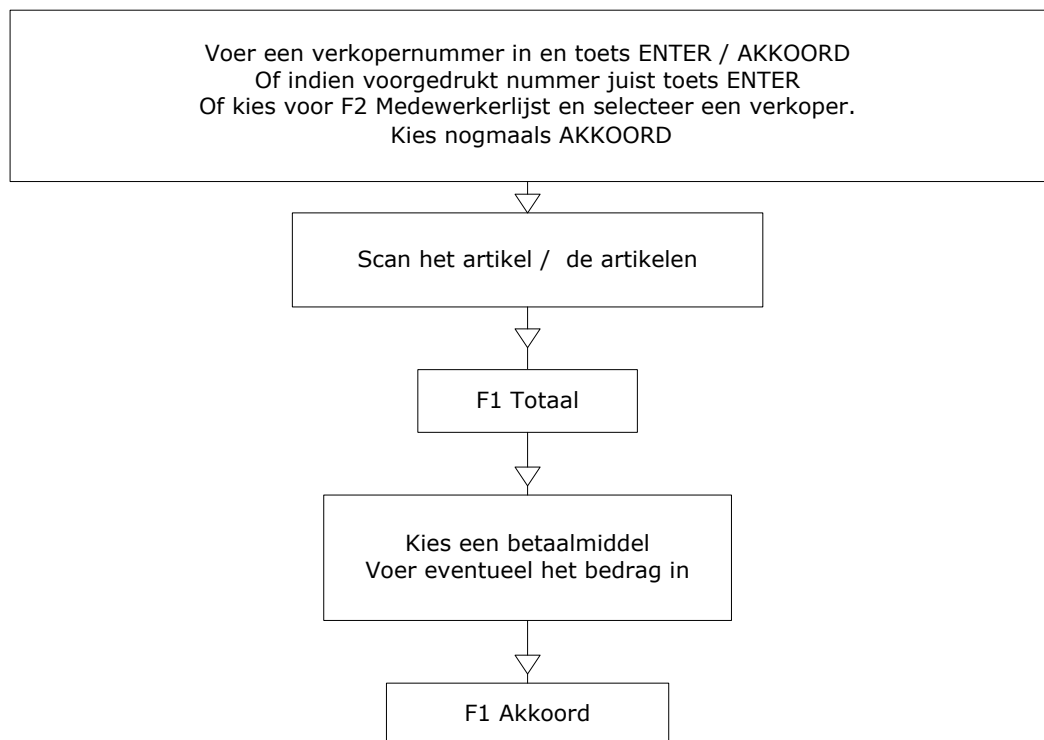 Voer een verkopernummer in en toets ENTER / AKKOORD
Of indien voorgedrukt nummer juist toets ENTER
Of kies voor F2 Medewerkerlijst en selecteer een verkoper.
Kies nogmaals AKKOORD
Scan het artikel / de artikelen
F1 Totaal
Kies een betaalmiddel
Voer eventueel het bedrag in
F1 Akkoord